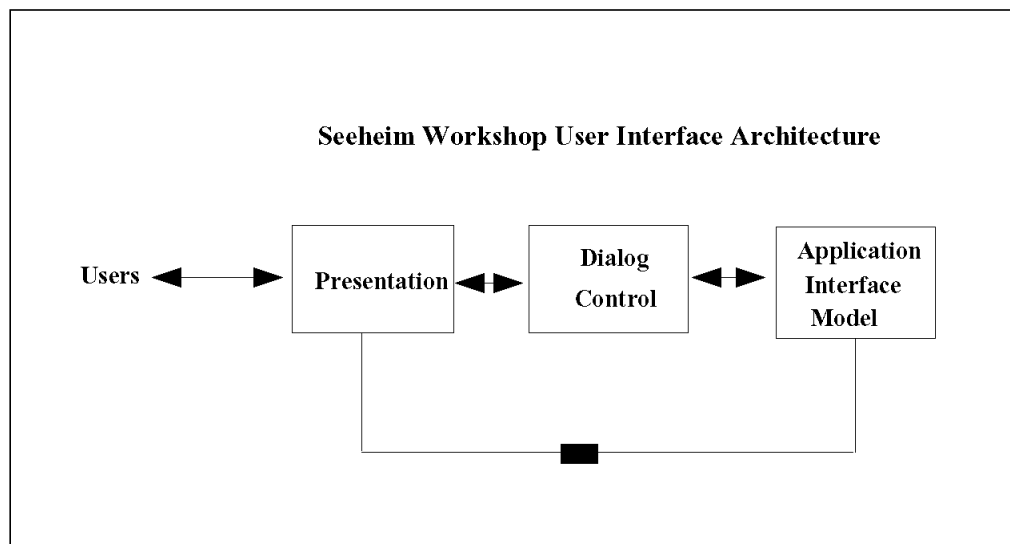 Seeheim Workshop User Interface Architecture
Users
Presentation
Dialog
Control
Application
Interface
Model